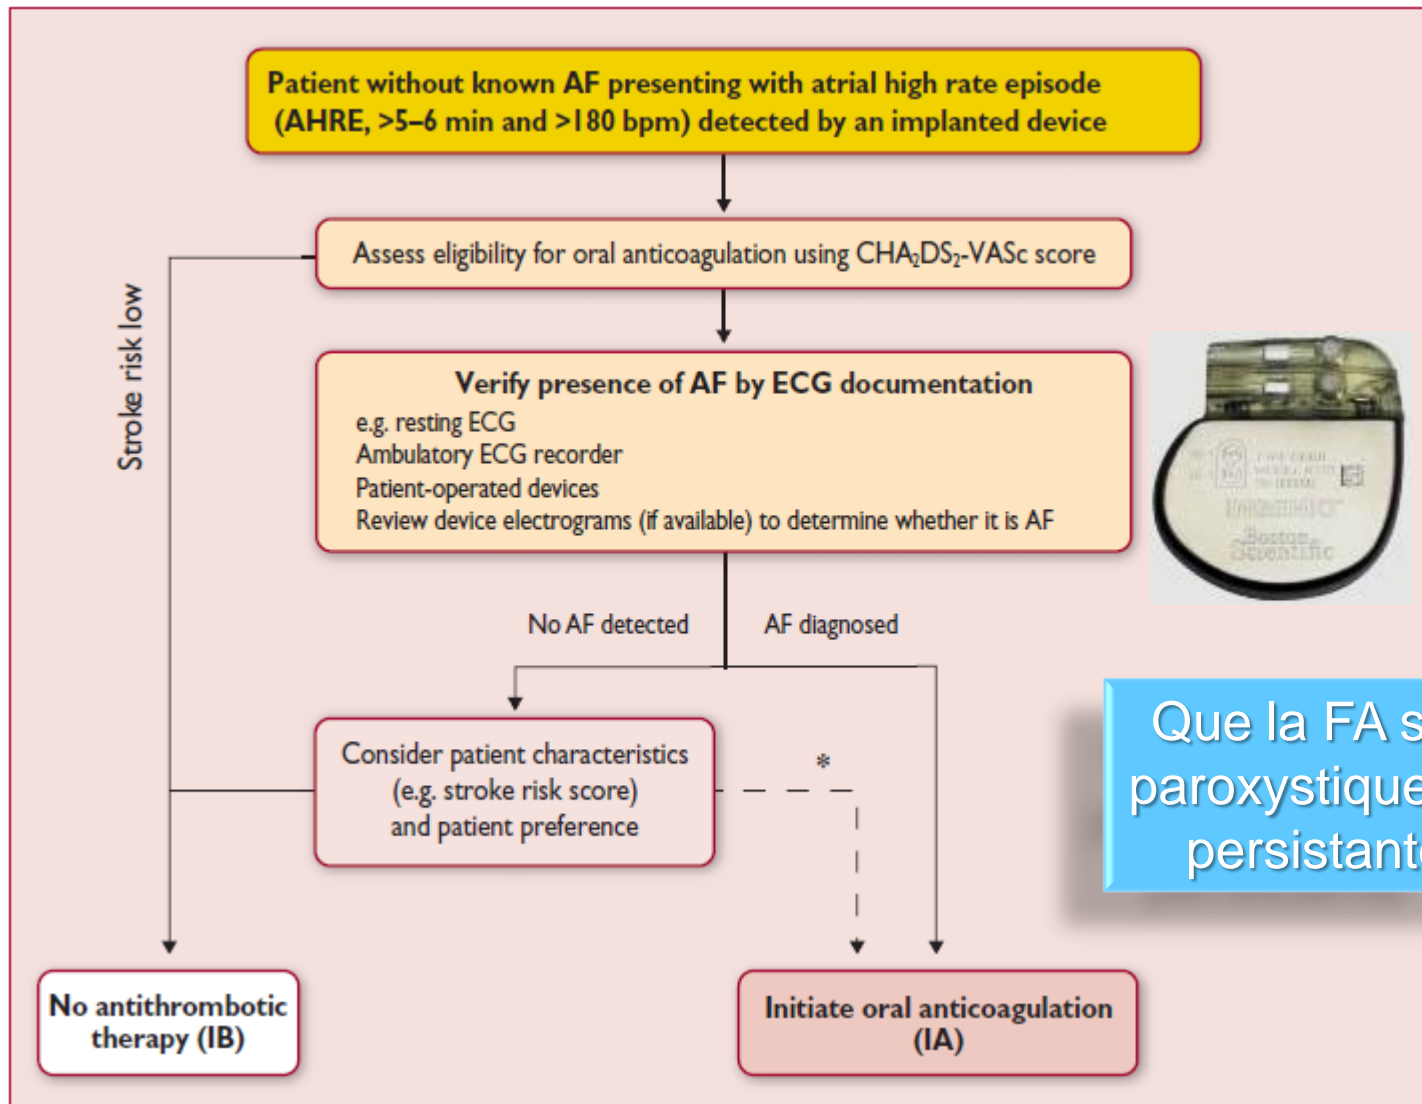 Patient without known AF presenting with atrial high rate episode
(AHRE, >5–6 min and >180 bpm) detected by an implanted device
Assess eligibility for oral anticoagulation using CHA₂DS₂-VASc score
Stroke risk low
Verify presence of AF by ECG documentation
e.g. resting ECG
Ambulatory ECG recorder
Patient-operated devices
Review device electrograms (if available) to determine whether it is AF
Boston
Scientific
No AF detected
AF diagnosed
Que la FA s
paroxystique
persistant
Consider patient characteristics
(e.g. stroke risk score)
and patient preference
*
No antithrombotic
therapy (IB)
Initiate oral anticoagulation
(IA)